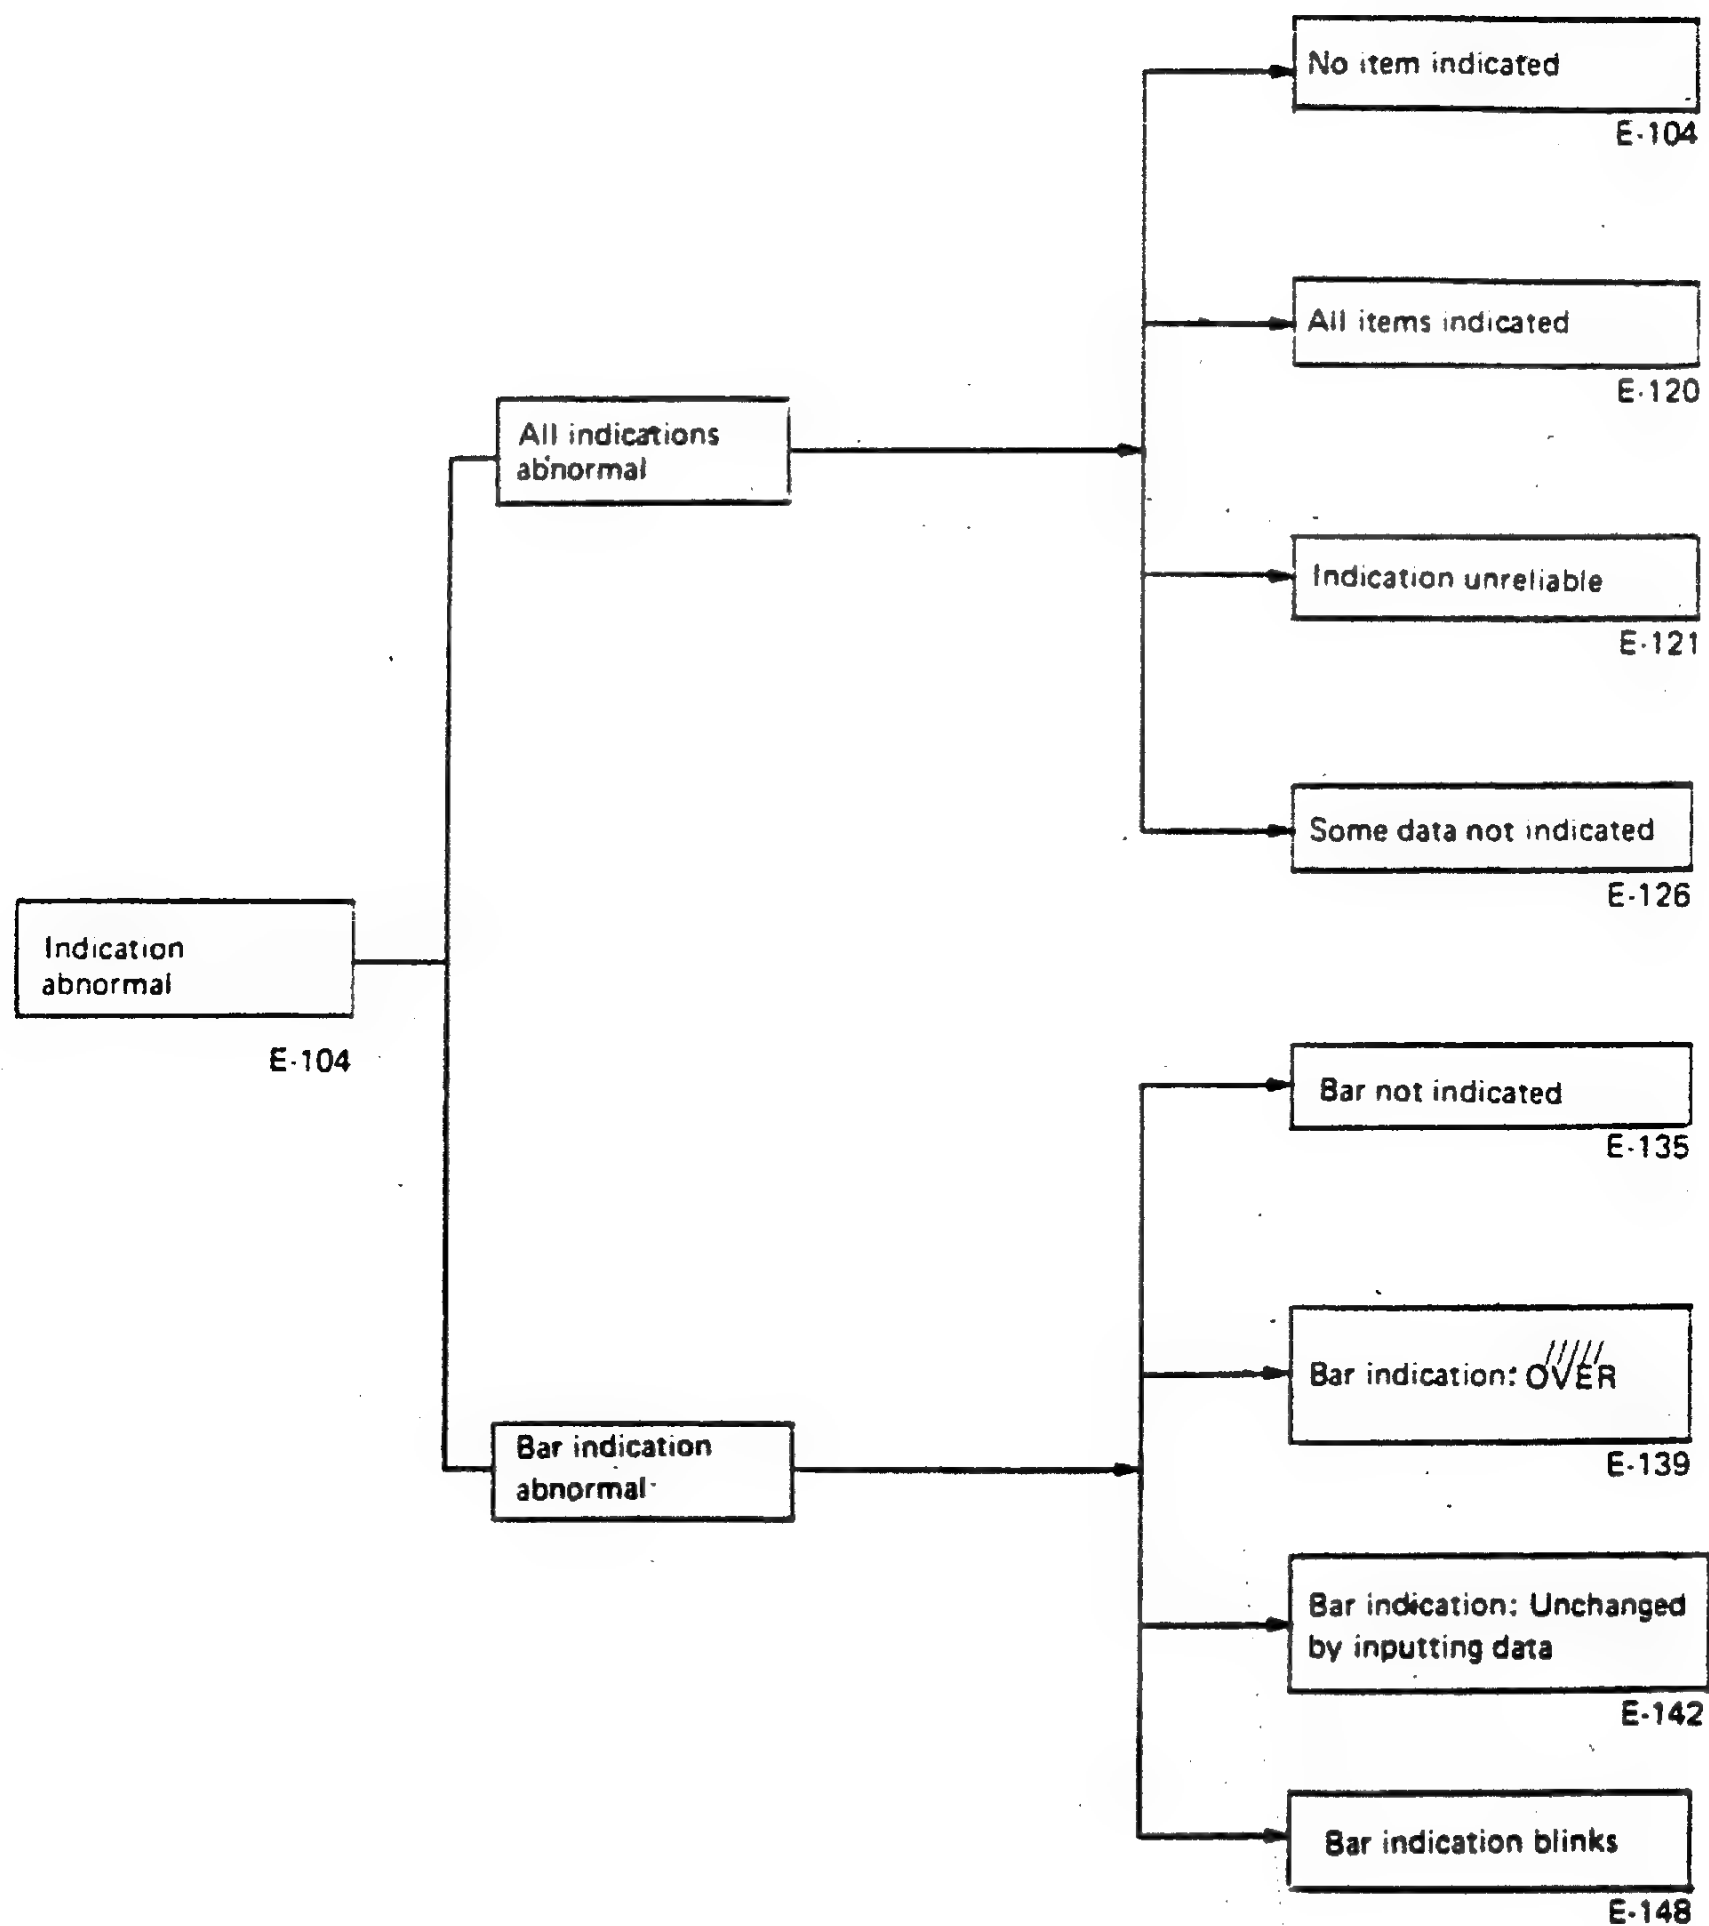 No item indicated
E-104
All items indicated
E-120
All indications
abnormal
Indication unreliable
E-121
Some data not indicated
E-126
Indication
abnormal
E-104
Bar not indicated
E-135
Bar indication: OVER
E-139
Bar indication
abnormal
Bar indication: Unchanged
by inputting data
E-142
Bar indication blinks
E-148